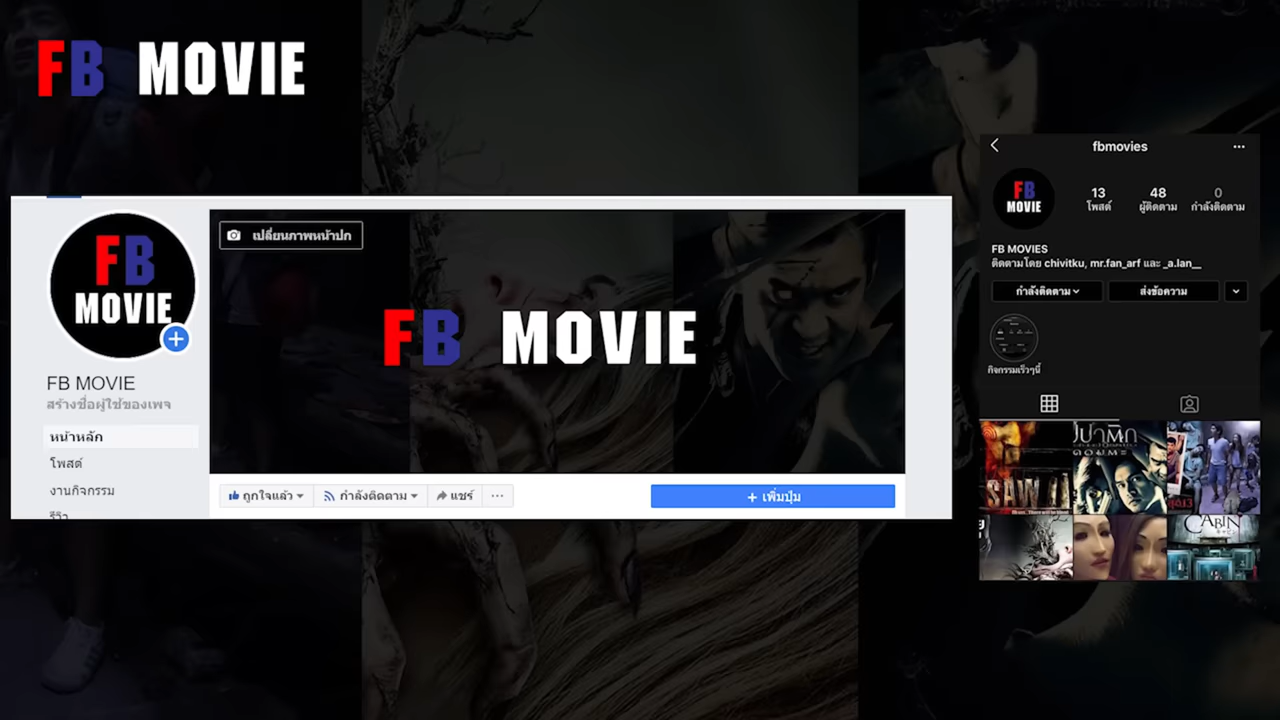 FB MOVIE
FB
MOVIE
FB MOVIE
สร้างชื่อผู้ใช้ของเพจ
หน้าหลัก
โพสต์
งานกิจกรรม
รีวิว
เปลี่ยนภาพหน้าปก
FB MOVIE
ถูกใจแล้ว
กำลังติดตาม
แชร์
+ เพิ่มปุ่ม
fbmovies
FB
MOVIE
13
โพสต์
48
ผู้ติดตาม
0
กำลังติดตาม
FB MOVIES
ติดตามโดย chivitku, mr.fan_arf และ _a.lan__
กำลังติดตาม
ส่งข้อความ
กิจกรรมเร็วๆนี้
SAW
CABIN